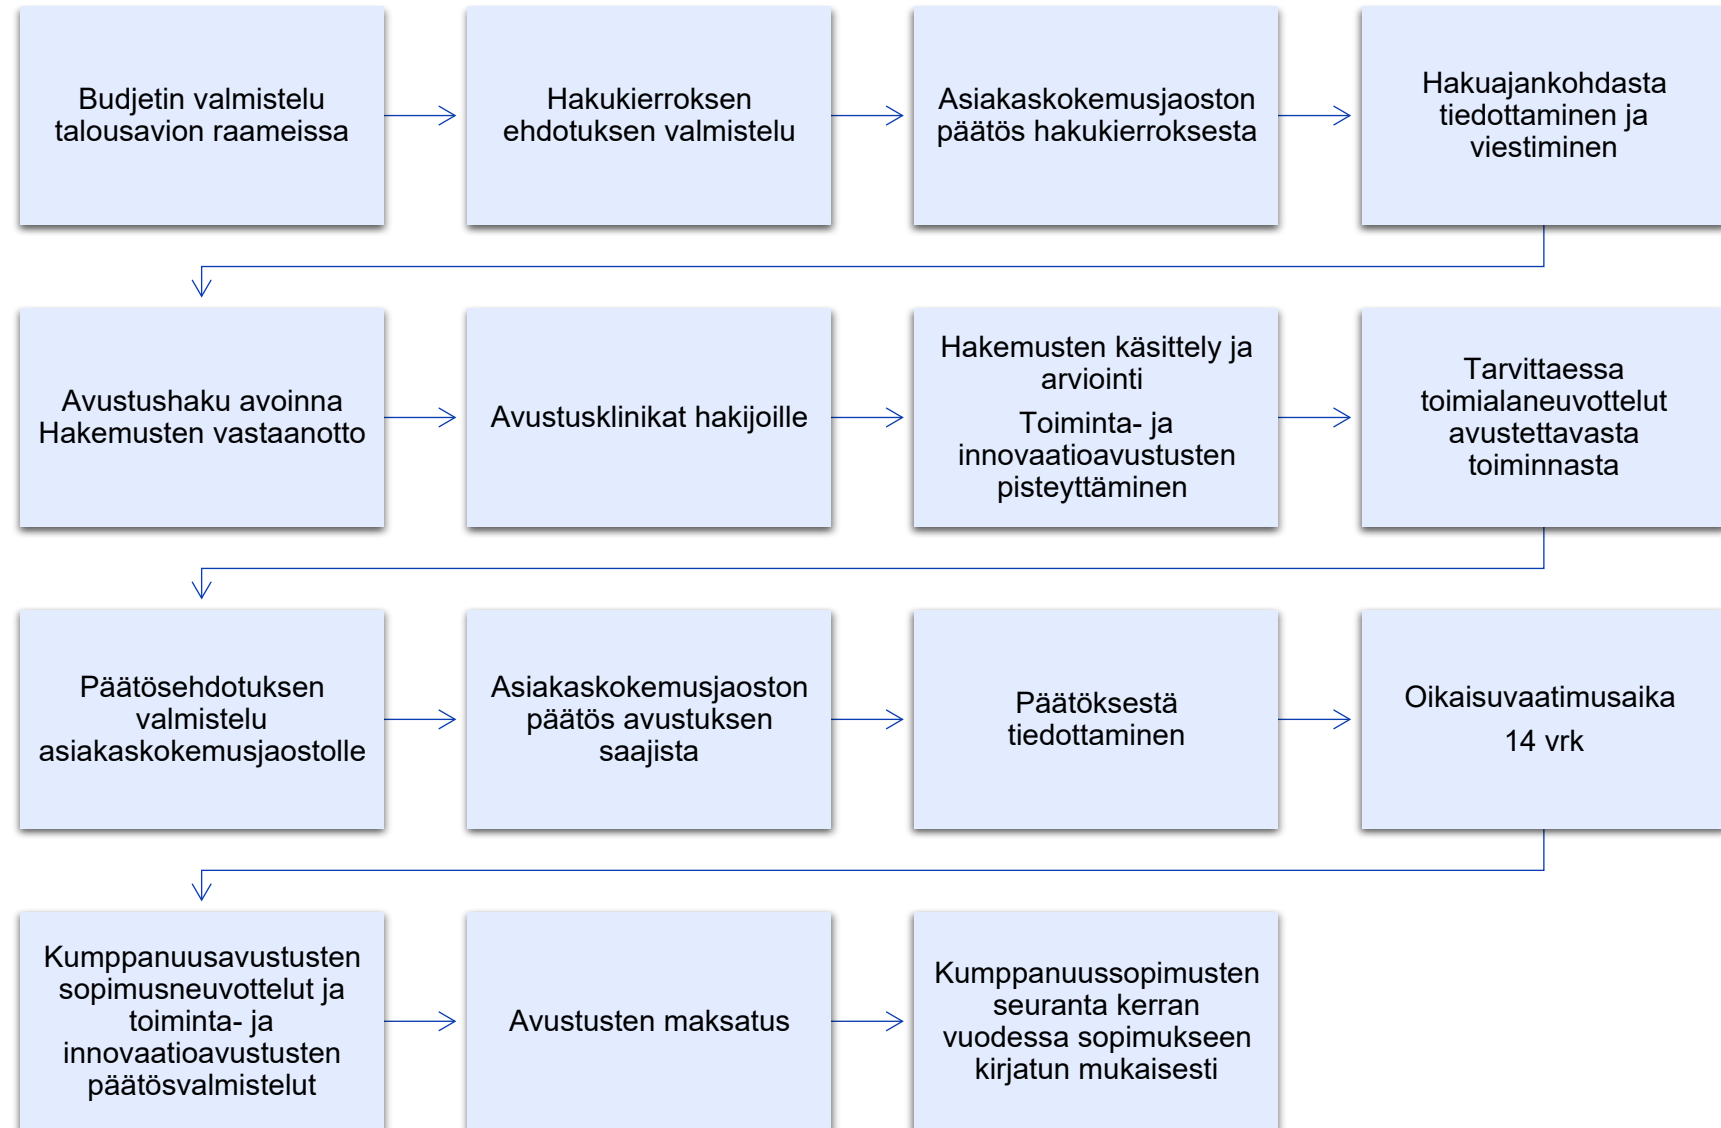 Budjetin valmistelu
talousavion raameissa
Hakukierroksen
ehdotuksen valmistelu
Asiakaskokemusjaoston
päätös hakukierroksesta
Hakuajankohdasta
tiedottaminen ja
viestiminen
Avustushaku avoinna
Hakemusten vastaanotto
Avustusklinikat hakijoille
Hakemusten käsittely ja
arviointi
Toiminta- ja
innovaatioavustusten
pisteyttäminen
Tarvittaessa
toimialaneuvottelut
avustettavasta
toiminnasta
Päätösehdotuksen
valmistelu
asiakaskokemusjaostolle
Asiakaskokemusjaoston
päätös avustuksen
saajista
Päätöksestä
tiedottaminen
Oikaisuvaatimusaika
14 vrk
Kumppanuusavustusten
sopimusneuvottelut ja
toiminta- ja
innovaatioavustusten
päätösvalmistelut
Avustusten maksatus
Kumppanuussopimusten
seuranta kerran
vuodessa sopimukseen
kirjatun mukaisesti